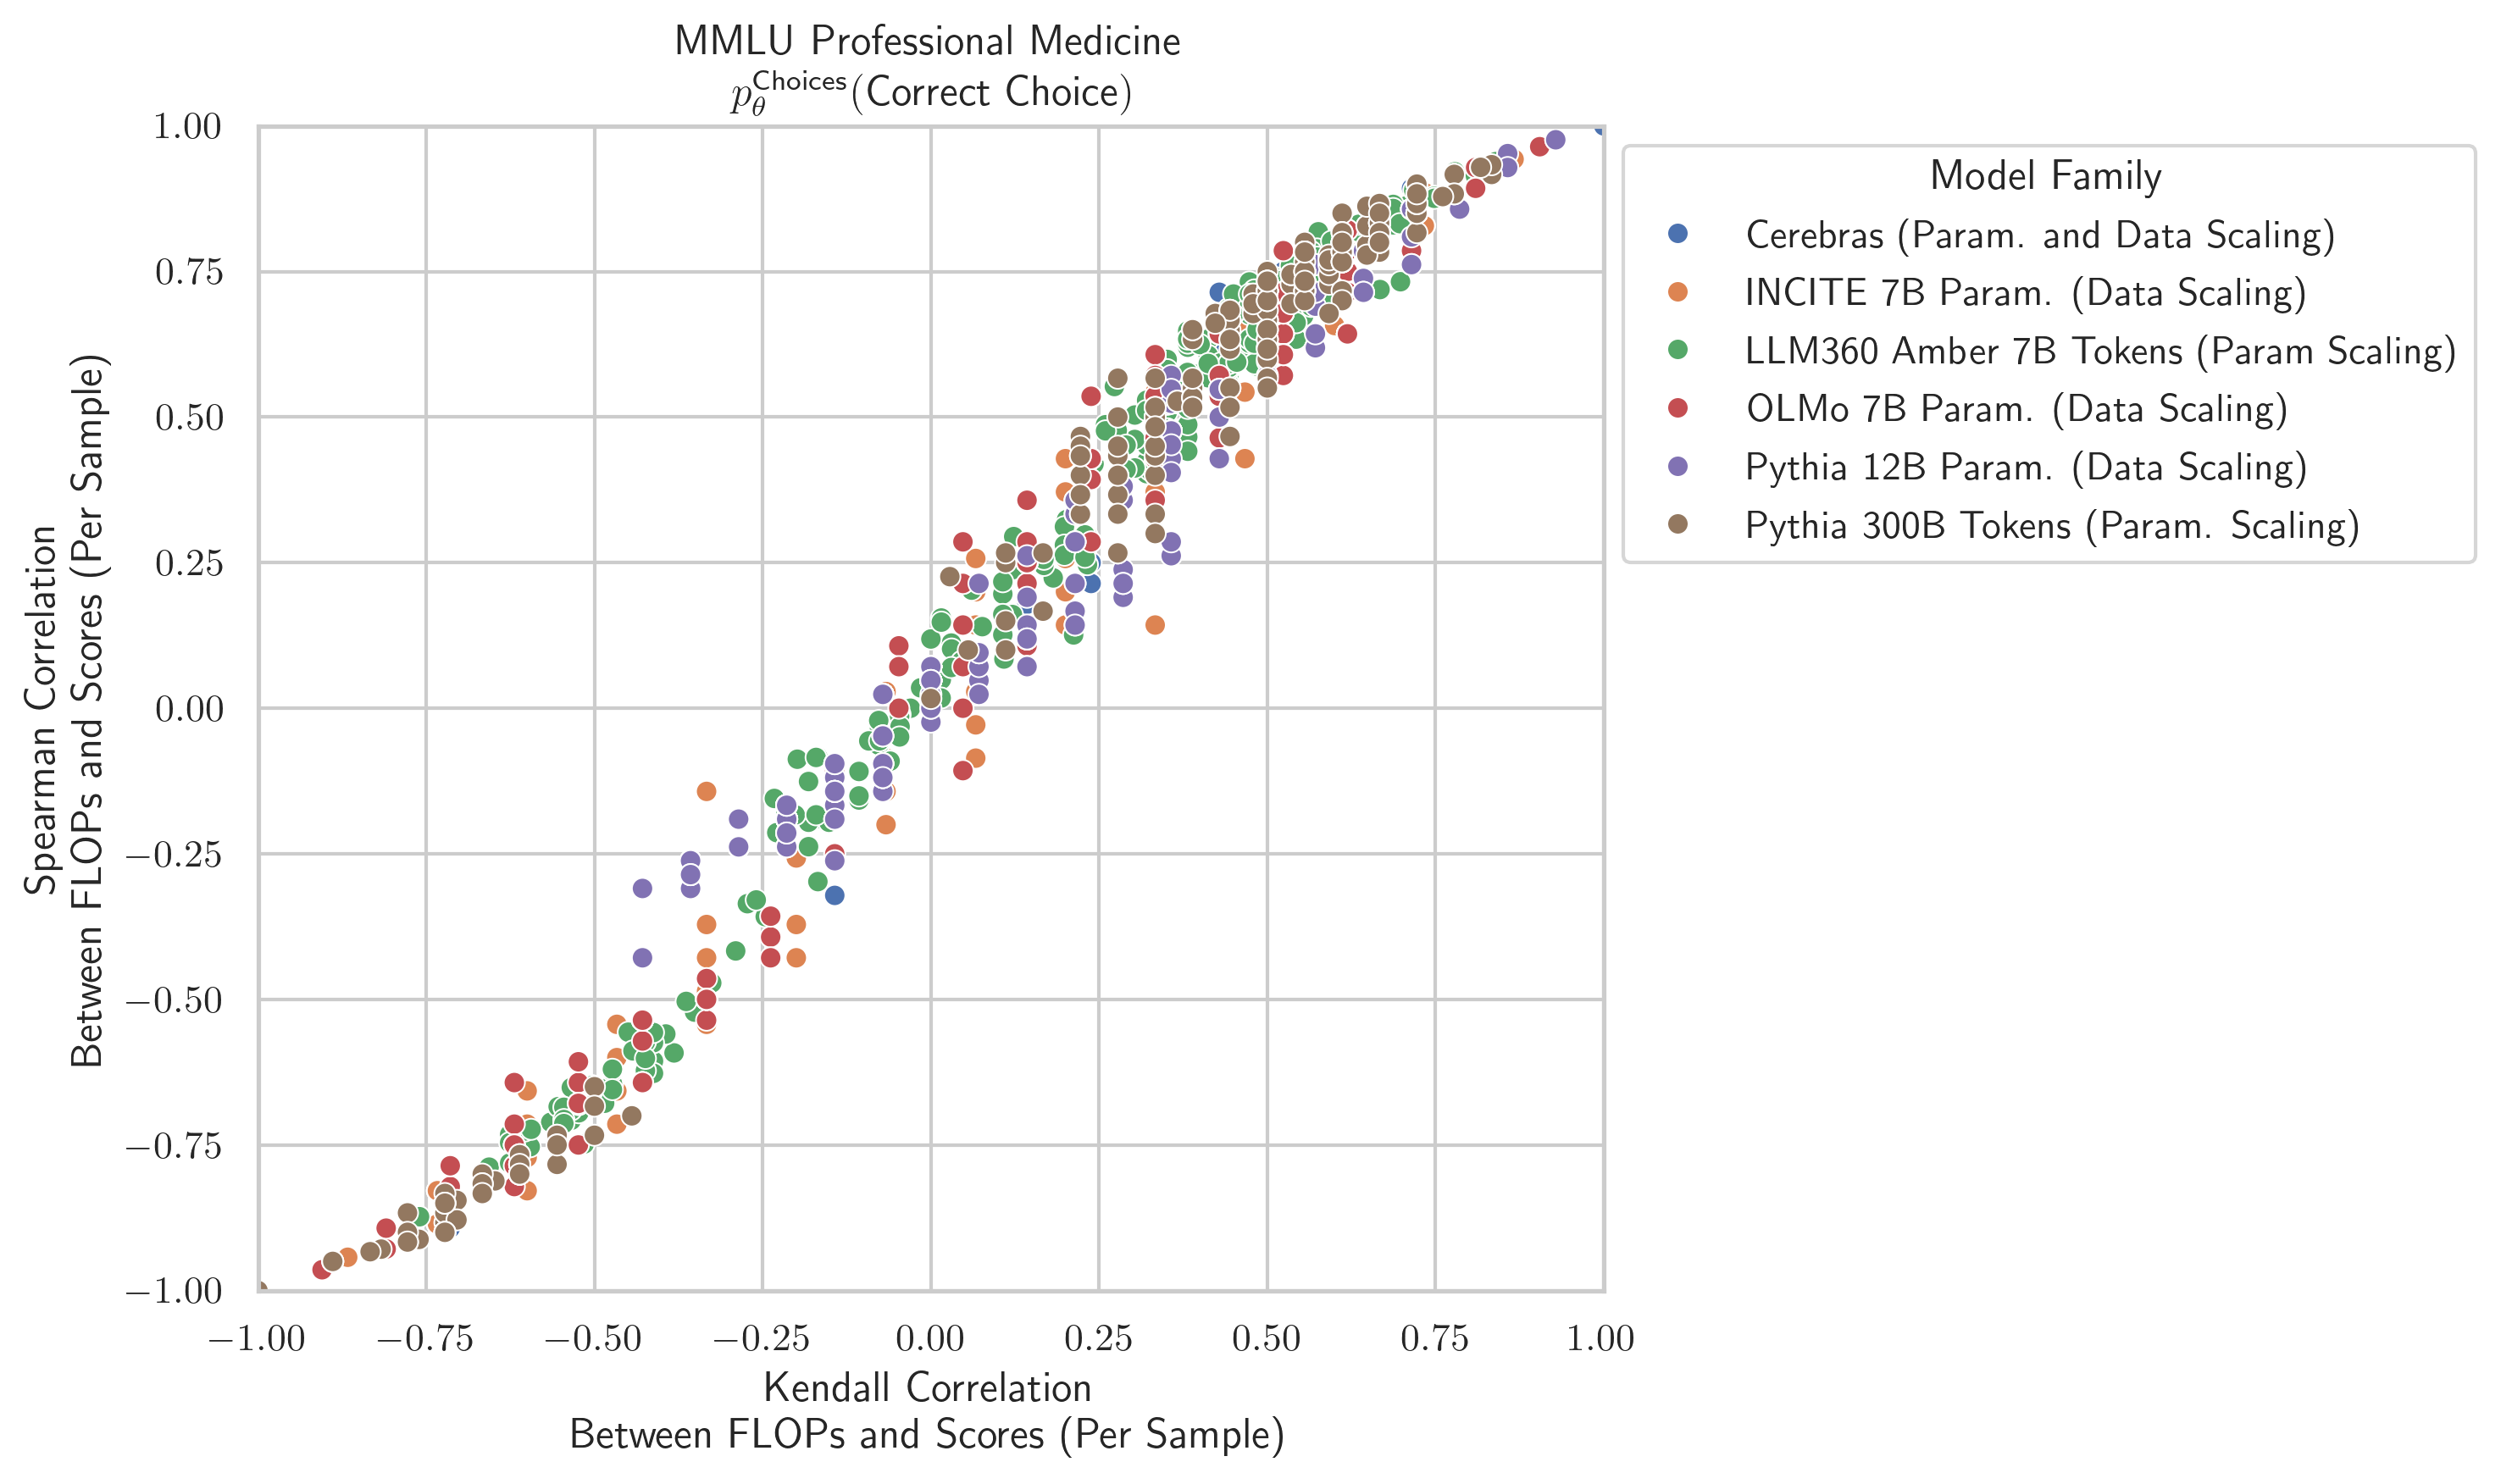 MMLU Professional Medicine
p_θ^Choices(Correct Choice)
1.00
0.75
0.50
0.25
0.00
−0.25
−0.50
−0.75
−1.00
Spearman Correlation
Between FLOPs and Scores (Per Sample)
−1.00 −0.75 −0.50 −0.25 0.00 0.25 0.50 0.75 1.00
Kendall Correlation
Between FLOPs and Scores (Per Sample)
Model Family
Cerebras (Param. and Data Scaling)
INCITE 7B Param. (Data Scaling)
LLM360 Amber 7B Tokens (Param Scaling)
OLMo 7B Param. (Data Scaling)
Pythia 12B Param. (Data Scaling)
Pythia 300B Tokens (Param. Scaling)